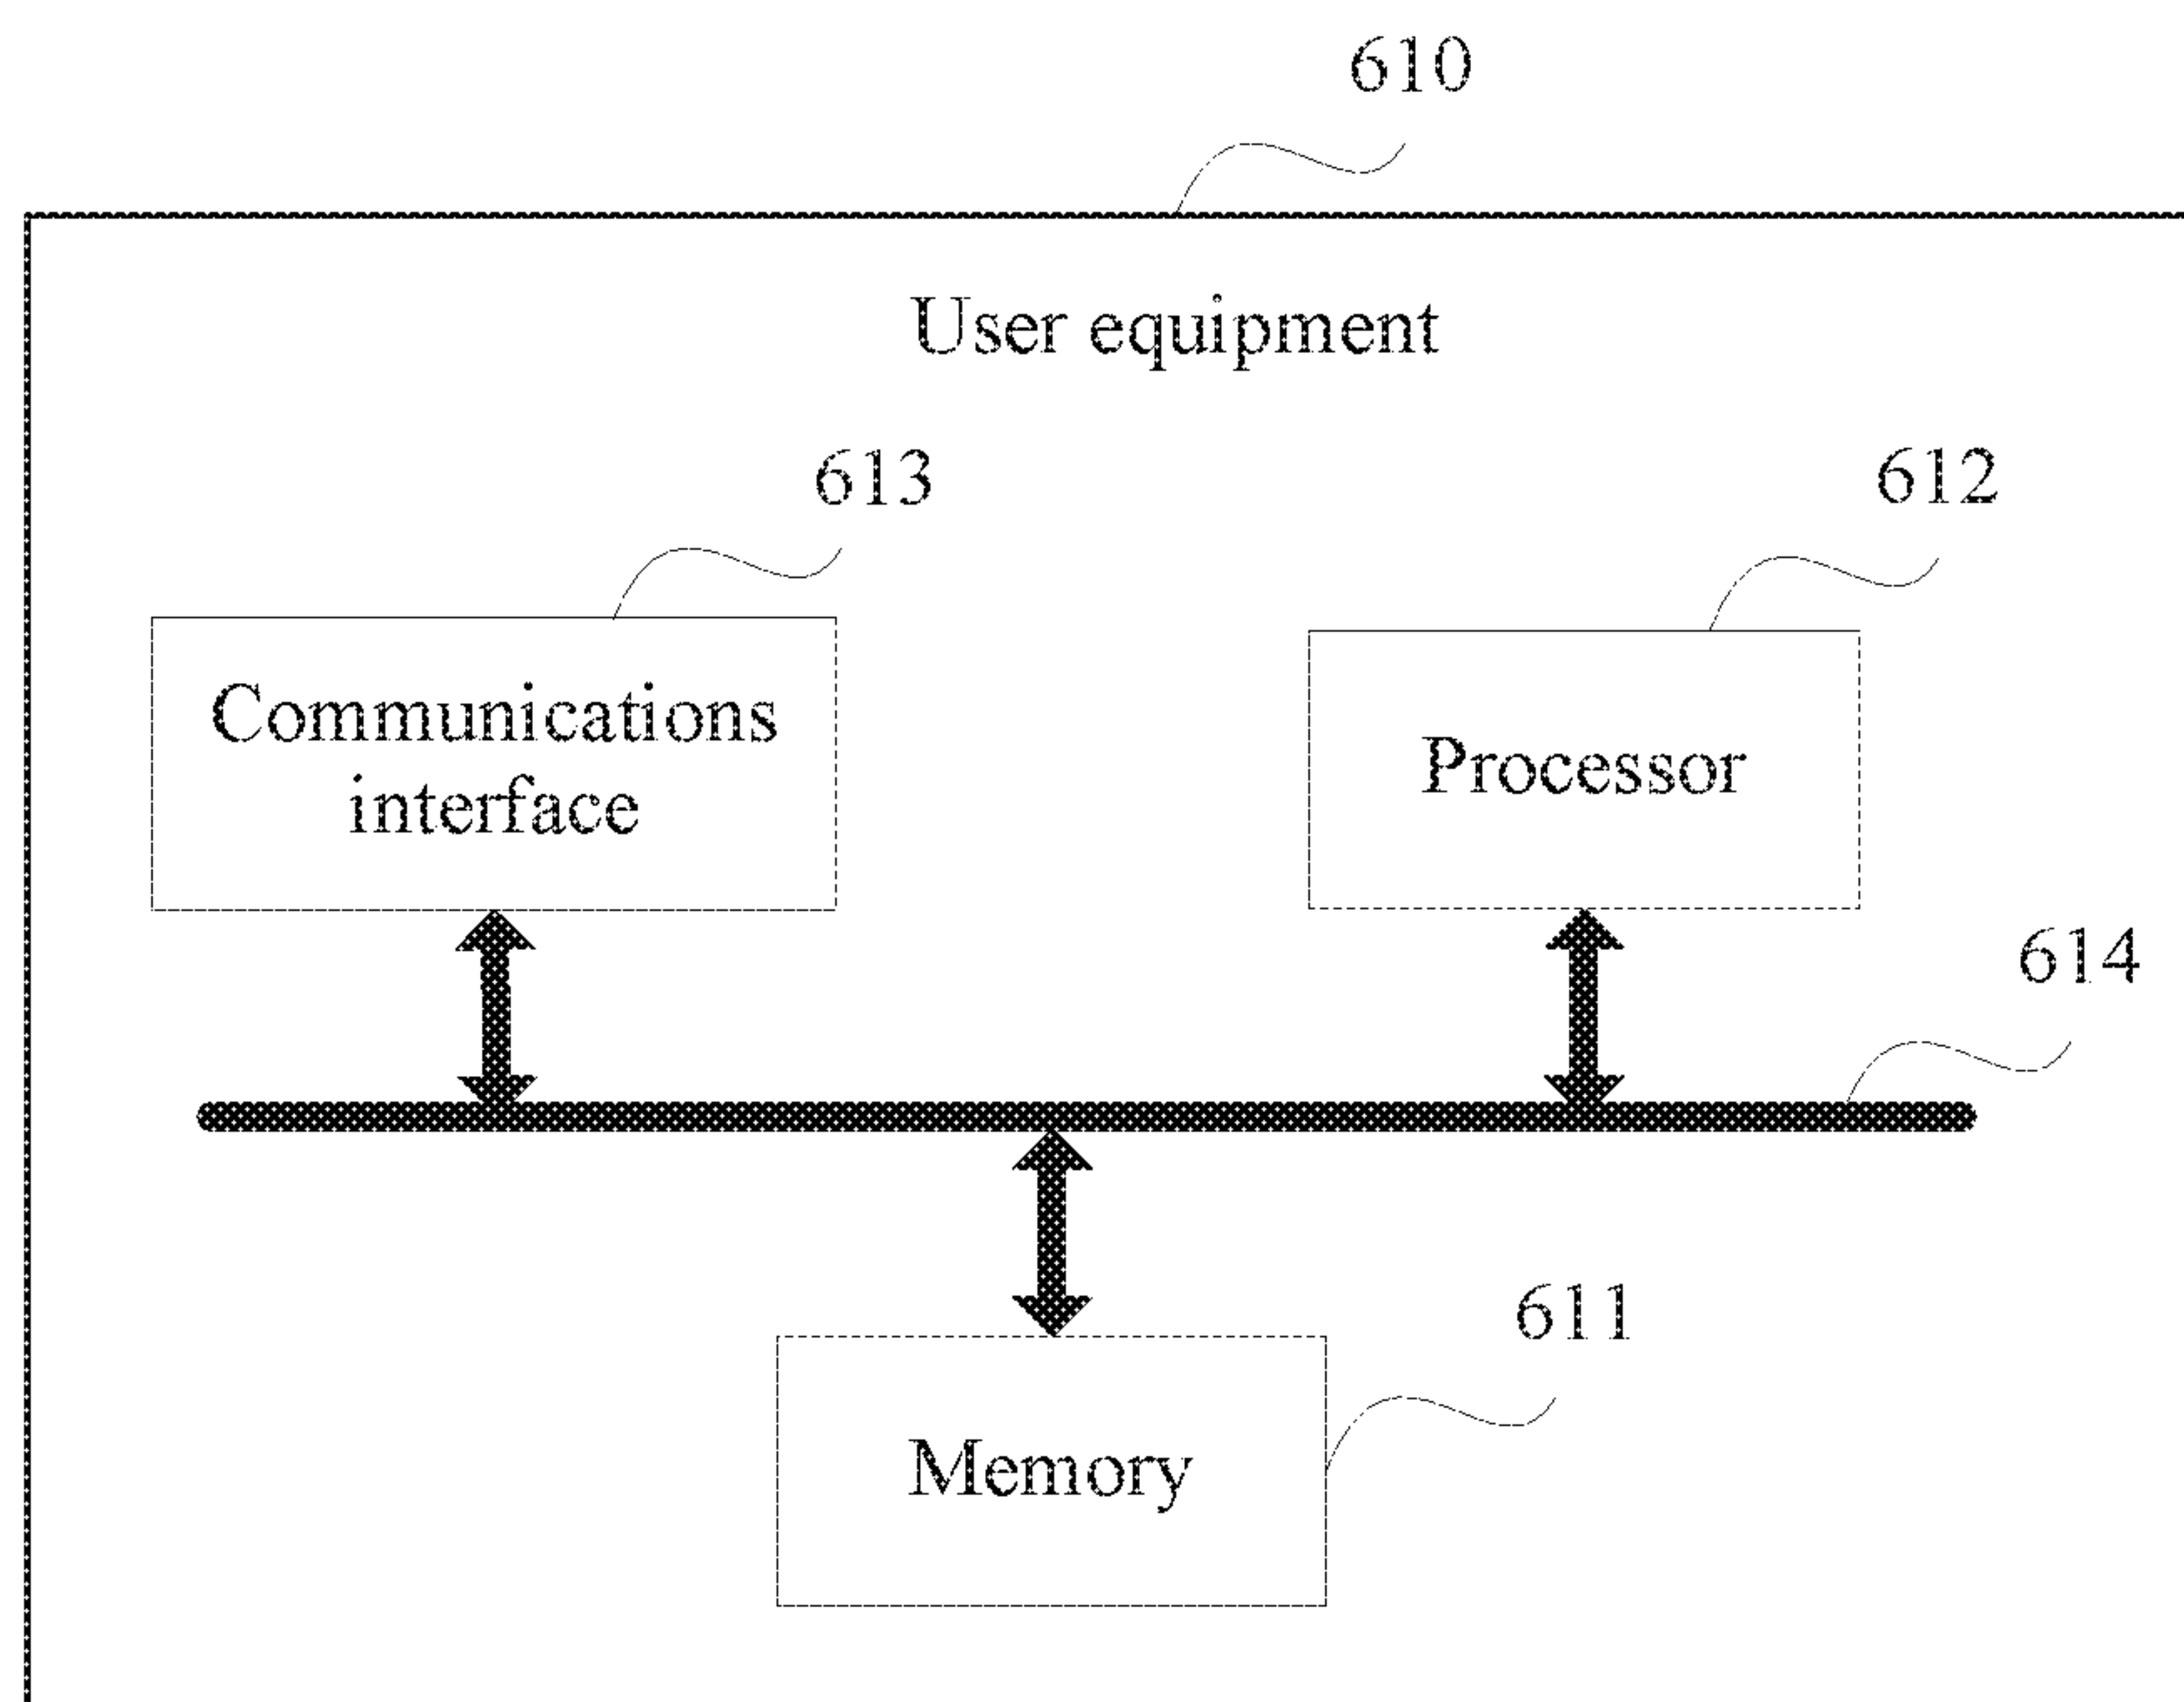 610
User equipment
613
612
Communications
interface
Processor
614
611
Memory